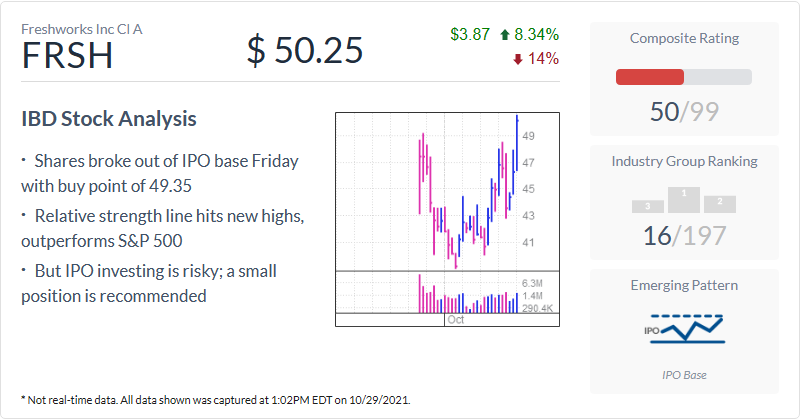 Freshworks Inc Cl A
FRSH
$ 50.25
$3.87 8.34%
14%
IBD Stock Analysis
· Shares broke out of IPO base Friday
with buy point of 49.35
· Relative strength line hits new highs,
outperforms S&P 500
· But IPO investing is risky; a small
position is recommended
49
47
45
43
41
6.3M
1.4M
290.4K
Oct
Composite Rating
50/99
Industry Group Ranking
3 1 2
16/197
Emerging Pattern
IPO
IPO Base
* Not real-time data. All data shown was captured at 1:02PM EDT on 10/29/2021.